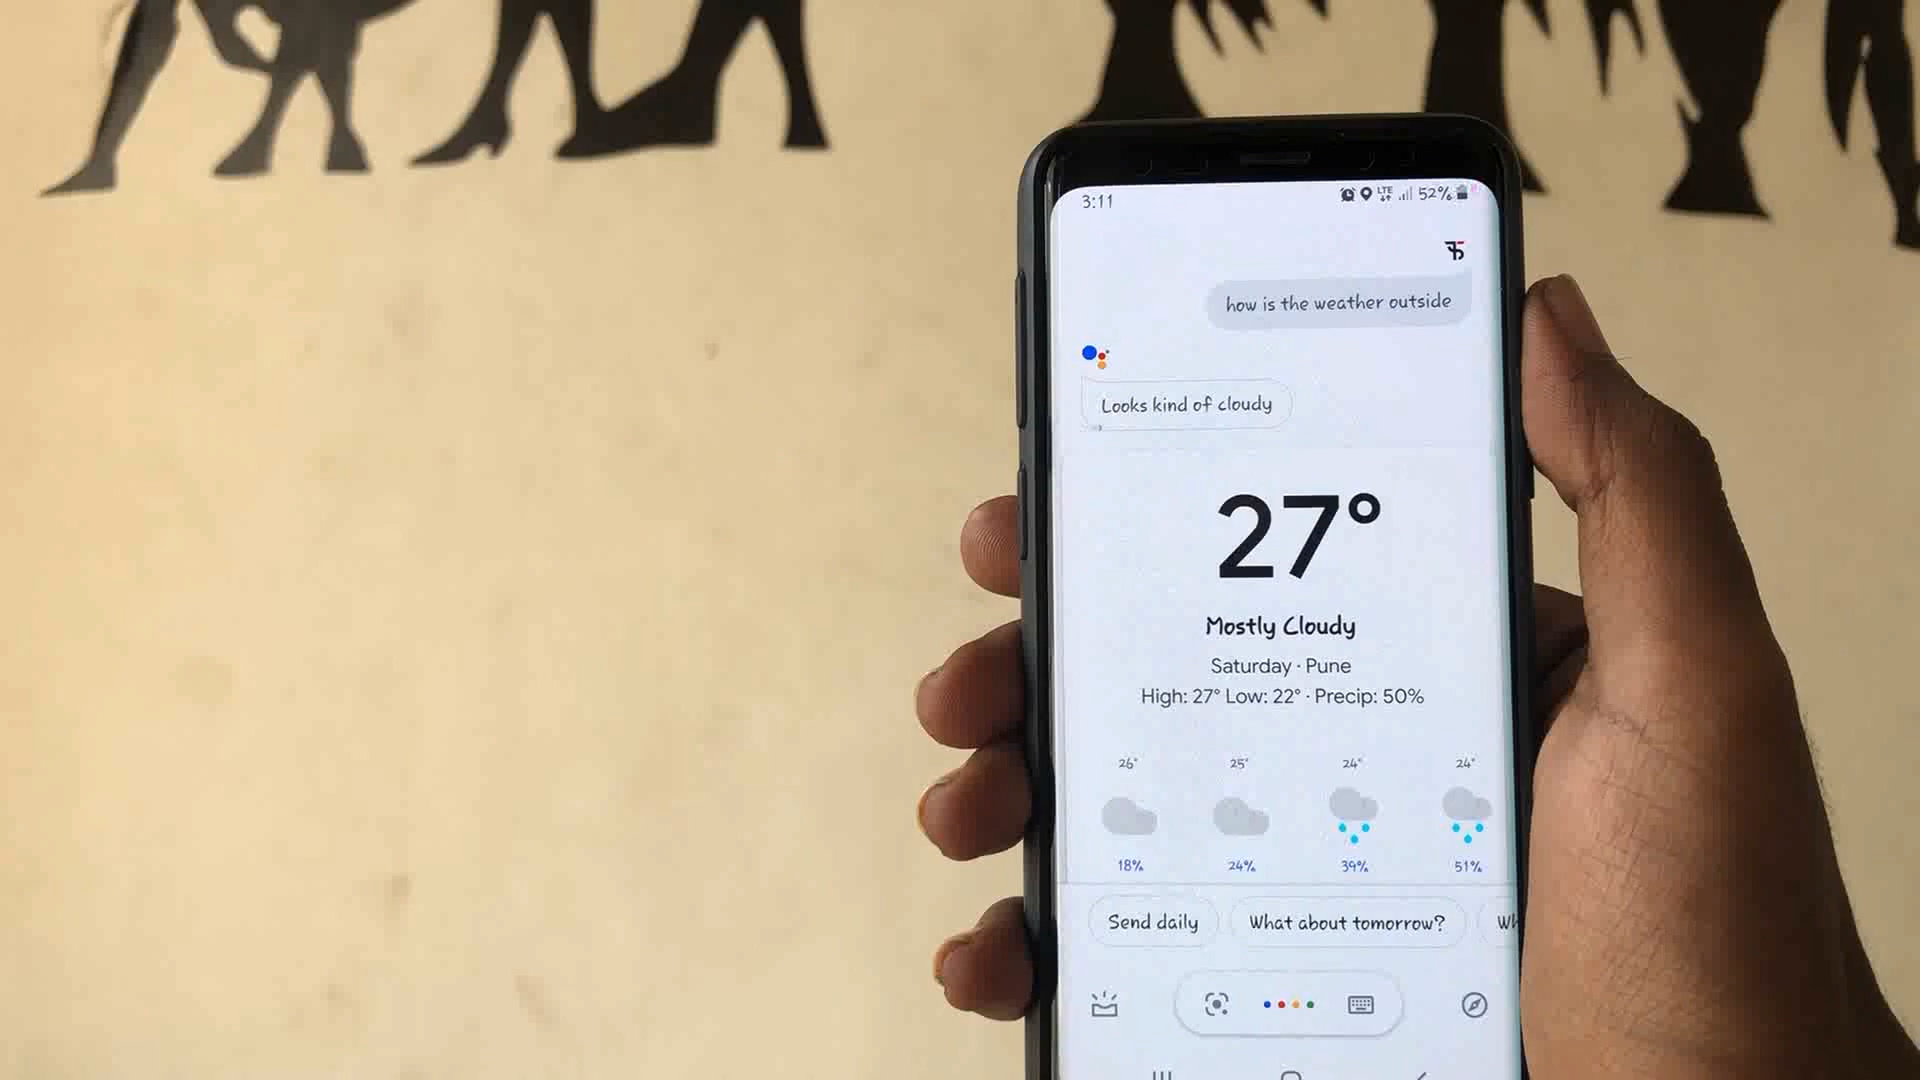 3:11 LTE 52%
how is the weather outside
Looks kind of cloudy
27°
Mostly Cloudy
Saturday · Pune
High: 27° Low: 22° · Precip: 50%
26° 25° 24° 24°
18% 24% 39% 51%
Send daily What about tomorrow?